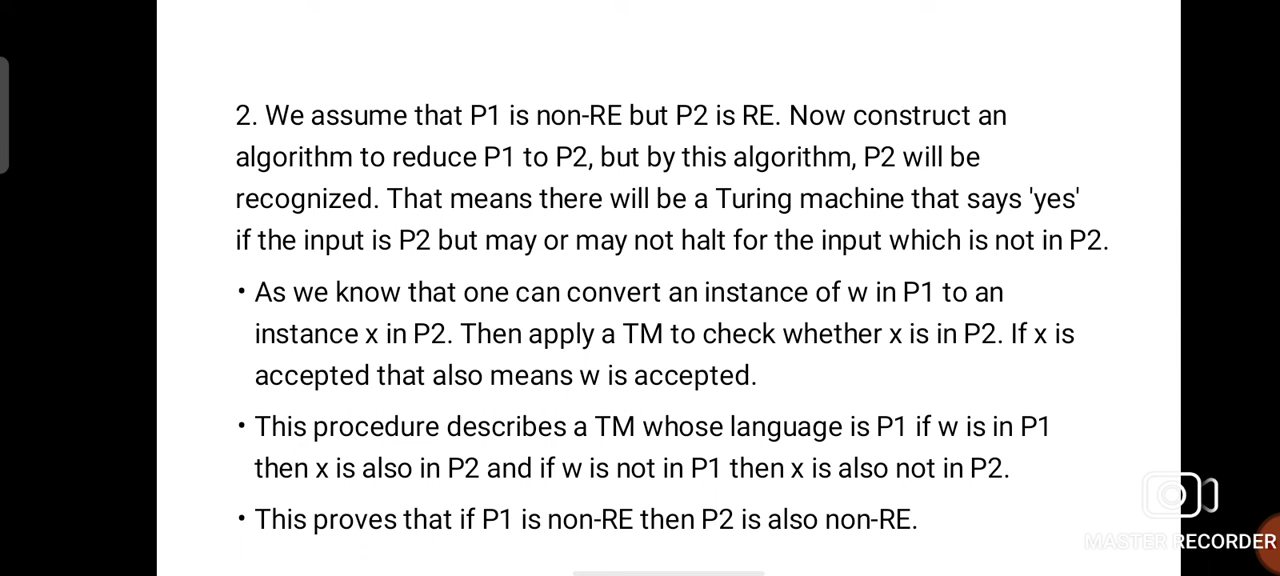 2. We assume that P1 is non-RE but P2 is RE. Now construct an
algorithm to reduce P1 to P2, but by this algorithm, P2 will be
recognized. That means there will be a Turing machine that says 'yes'
if the input is P2 but may or may not halt for the input which is not in P2.
• As we know that one can convert an instance of w in P1 to an
instance x in P2. Then apply a TM to check whether x is in P2. If x is
accepted that also means w is accepted.
• This procedure describes a TM whose language is P1 if w is in P1
then x is also in P2 and if w is not in P1 then x is also not in P2.
• This proves that if P1 is non-RE then P2 is also non-RE.
MASTER RECORDER